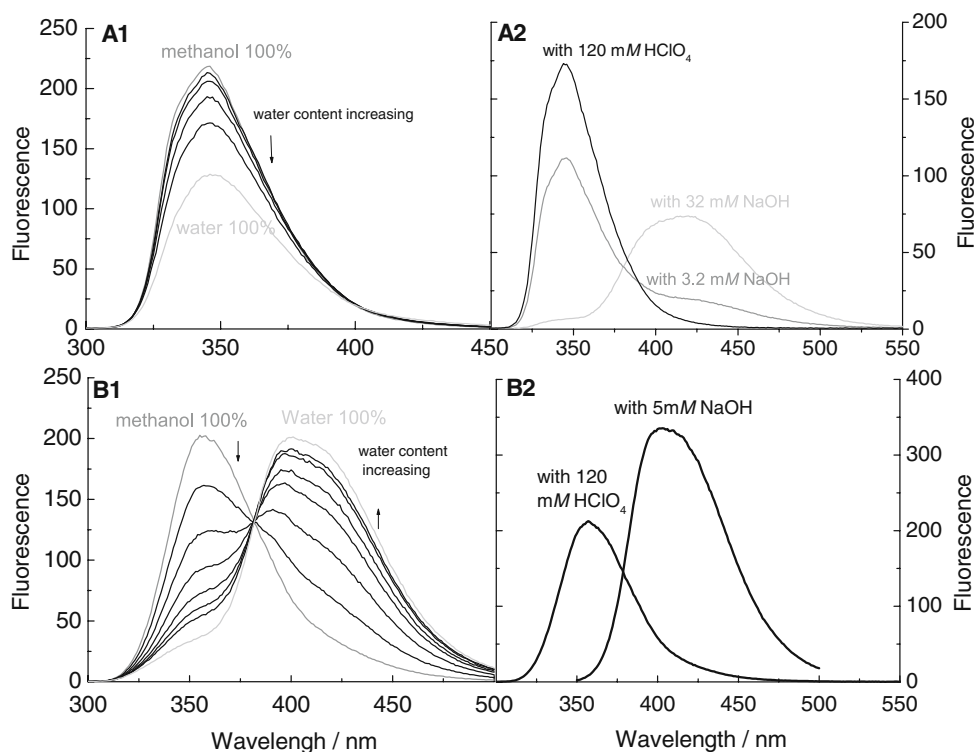 A1
methanol 100%
water content increasing
water 100%
Fluorescence
250
200
150
100
50
0
300
350
400
450
A2
with 120 mM HClO4
with 32 mM NaOH
with 3.2 mM NaOH
Fluorescence
200
150
100
50
0
350
400
450
500
550
B1
methanol 100%
Water 100%
water content
increasing
Fluorescence
250
200
150
100
50
0
300
350
400
450
500
Wavelengh / nm
B2
with 5mM NaOH
with 120
mM HClO4
Fluorescence
400
300
200
100
0
350
400
450
500
550
Wavelength / nm